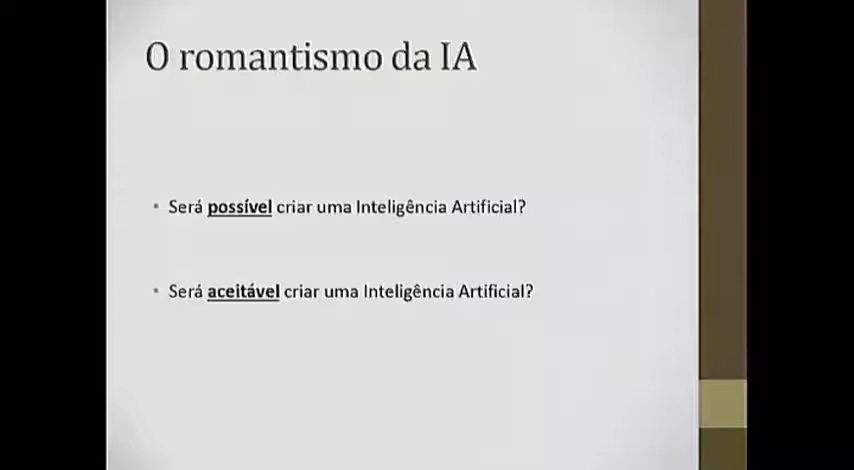 O romantismo da IA
• Será possível criar uma Inteligência Artificial?
• Será aceitável criar uma Inteligência Artificial?